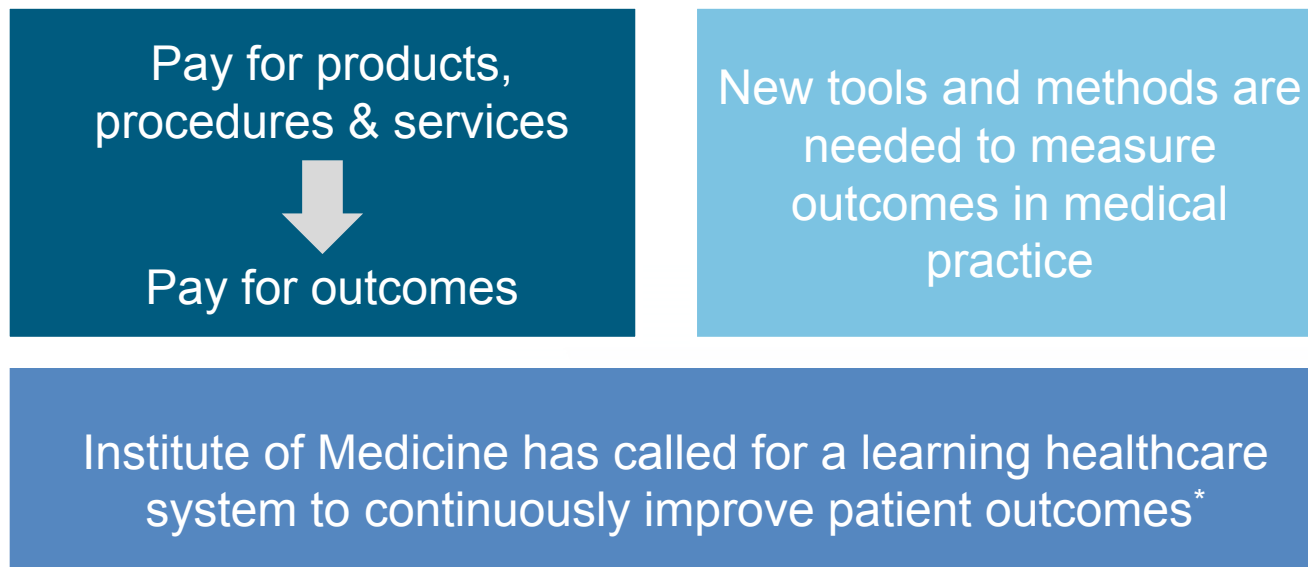 Pay for products,
procedures & services
Pay for outcomes
New tools and methods are
needed to measure
outcomes in medical
practice
Institute of Medicine has called for a learning healthcare
system to continuously improve patient outcomes*